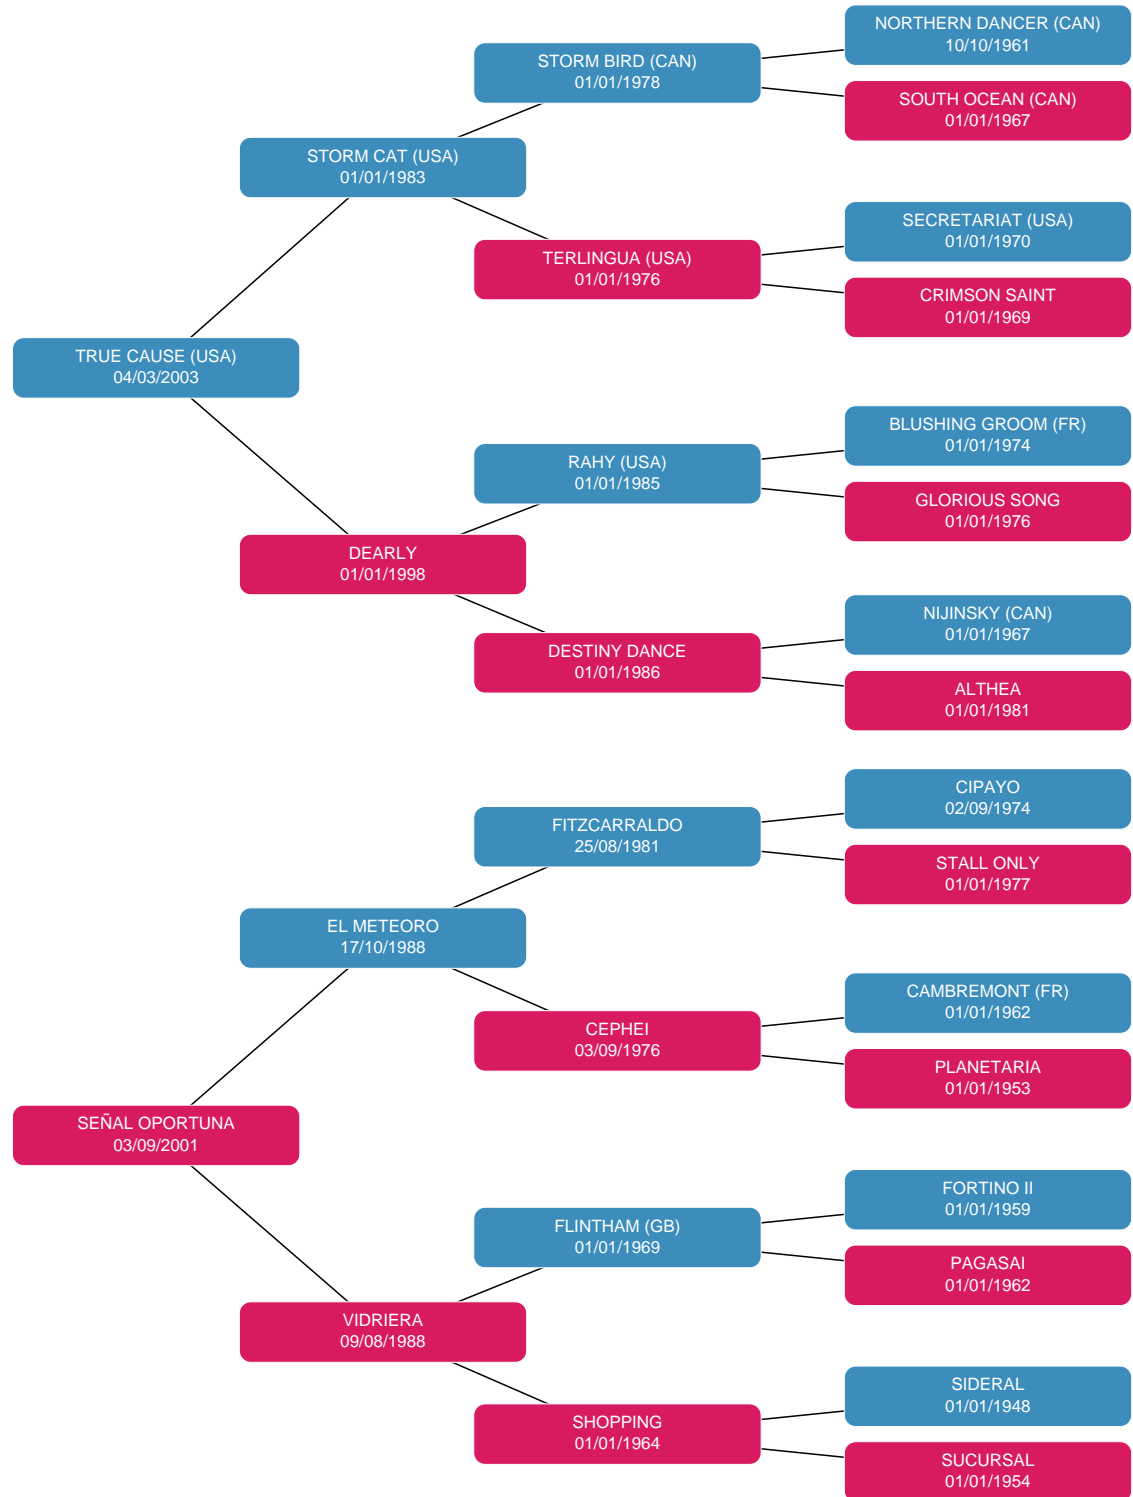 NORTHERN DANCER (CAN)
10/10/1961
STORM BIRD (CAN)
01/01/1978
SOUTH OCEAN (CAN)
01/01/1967
STORM CAT (USA)
01/01/1983
SECRETARIAT (USA)
01/01/1970
TERLINGUA (USA)
01/01/1976
CRIMSON SAINT
01/01/1969
TRUE CAUSE (USA)
04/03/2003
BLUSHING GROOM (FR)
01/01/1974
RAHY (USA)
01/01/1985
GLORIOUS SONG
01/01/1976
DEARLY
01/01/1998
NIJINSKY (CAN)
01/01/1967
DESTINY DANCE
01/01/1986
ALTHEA
01/01/1981
CIPAYO
02/09/1974
FITZCARRALDO
25/08/1981
STALL ONLY
01/01/1977
EL METEORO
17/10/1988
CAMBREMONT (FR)
01/01/1962
CEPHEI
03/09/1976
PLANETARIA
01/01/1953
SEÑAL OPORTUNA
03/09/2001
FORTINO II
01/01/1959
FLINTHAM (GB)
01/01/1969
PAGASAI
01/01/1962
VIDRIERA
09/08/1988
SIDERAL
01/01/1948
SHOPPING
01/01/1964
SUCURSAL
01/01/1954